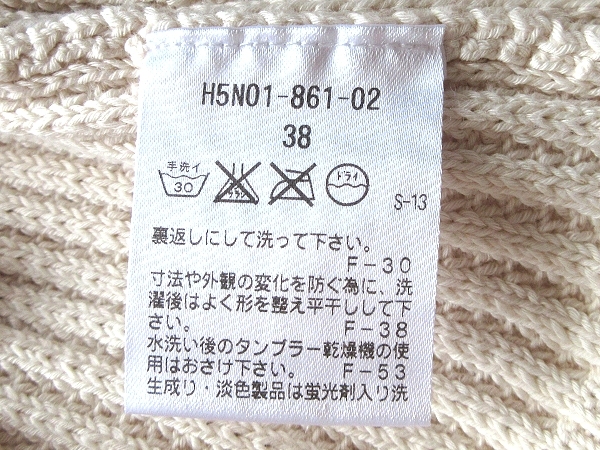 H5N01-861-02
38
手洗イ 30 ドライ
S-13
裏返しにして洗って下さい。
F-30
寸法や外観の変化を防ぐ為に、洗
濯後はよく形を整え平干しして下
さい。 F-38
水洗い後のタンブラー乾燥機の使
用はおさけ下さい。 F-53
生成り・淡色製品は蛍光剤入り洗